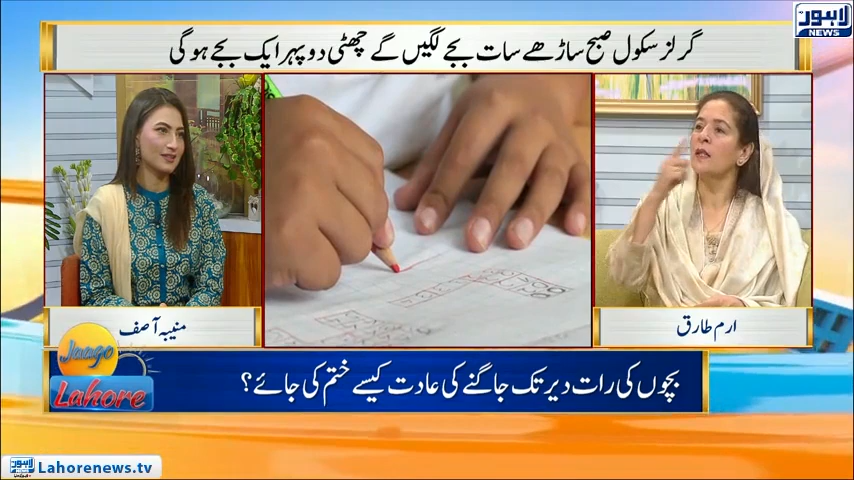 لاہور
NEWS
گرلز سکول صبح ساڑھے سات بجے لگیں گے چھٹی دوپہر ایک بجے ہوگی
منیبہ آصف
ارم طارق
Jaago
Lahore
بچوں کی رات دیر تک جاگنے کی عادت کیسے ختم کی جائے؟
لاہور
Lahorenews.tv